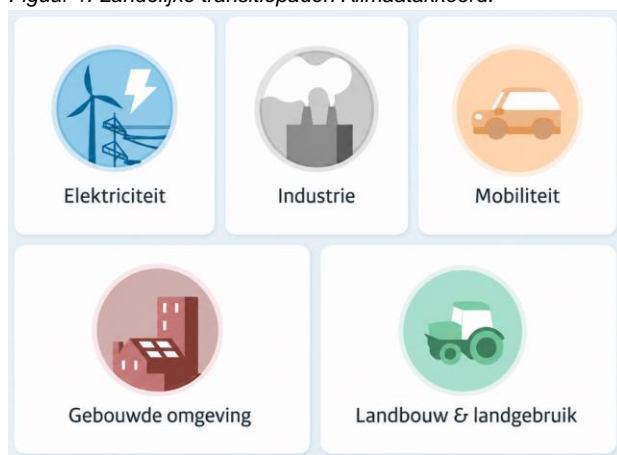 Figuur 1: Landelijke transitiepaden Klimaatakkoord.
Elektriciteit
Industrie
Mobiliteit
Gebouwde omgeving
Landbouw & landgebruik